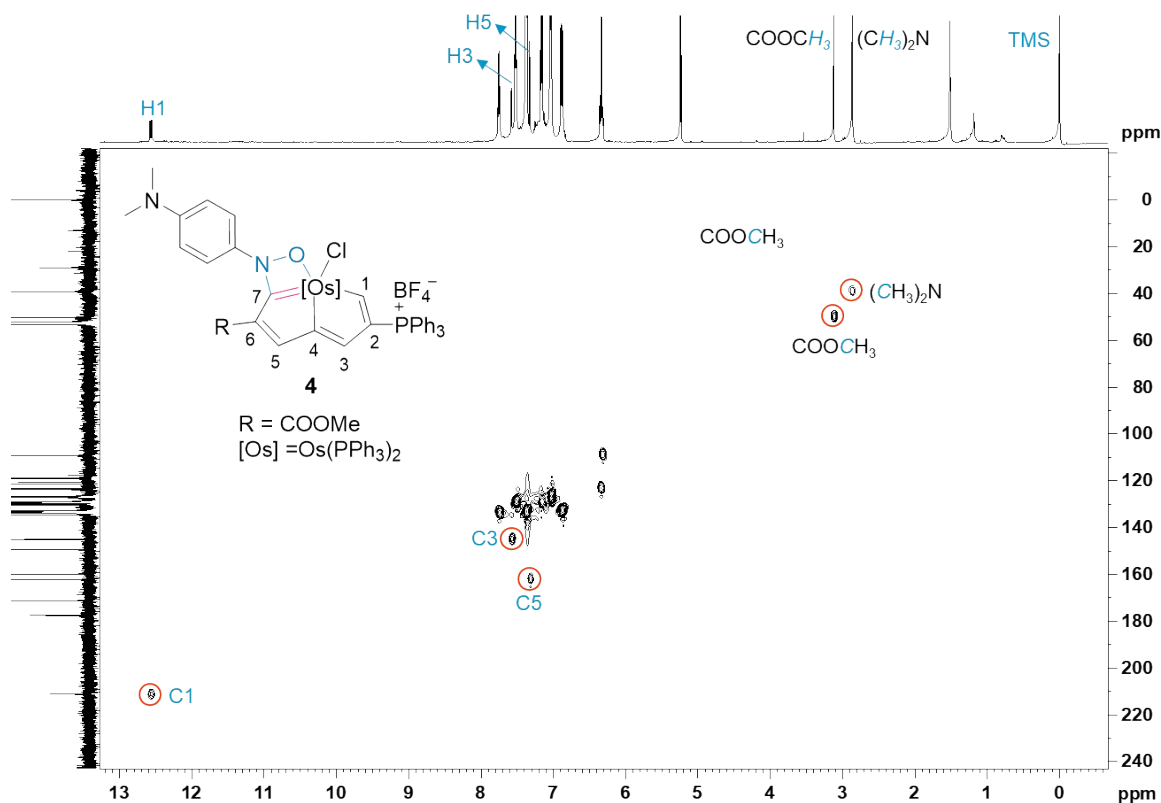 H5
H3
H1
COOCH3
(CH3)2N
TMS
ppm
N
N
O
Cl
[Os]
1
7
BF4−
+
PPh3
R
6
5
4
3
2
4
R = COOMe
[Os] =Os(PPh3)2
COOCH3
(CH3)2N
COOCH3
C3
C5
C1
0
20
40
60
80
100
120
140
160
180
200
220
240
13 12 11 10 9 8 7 6 5 4 3 2 1 0 ppm